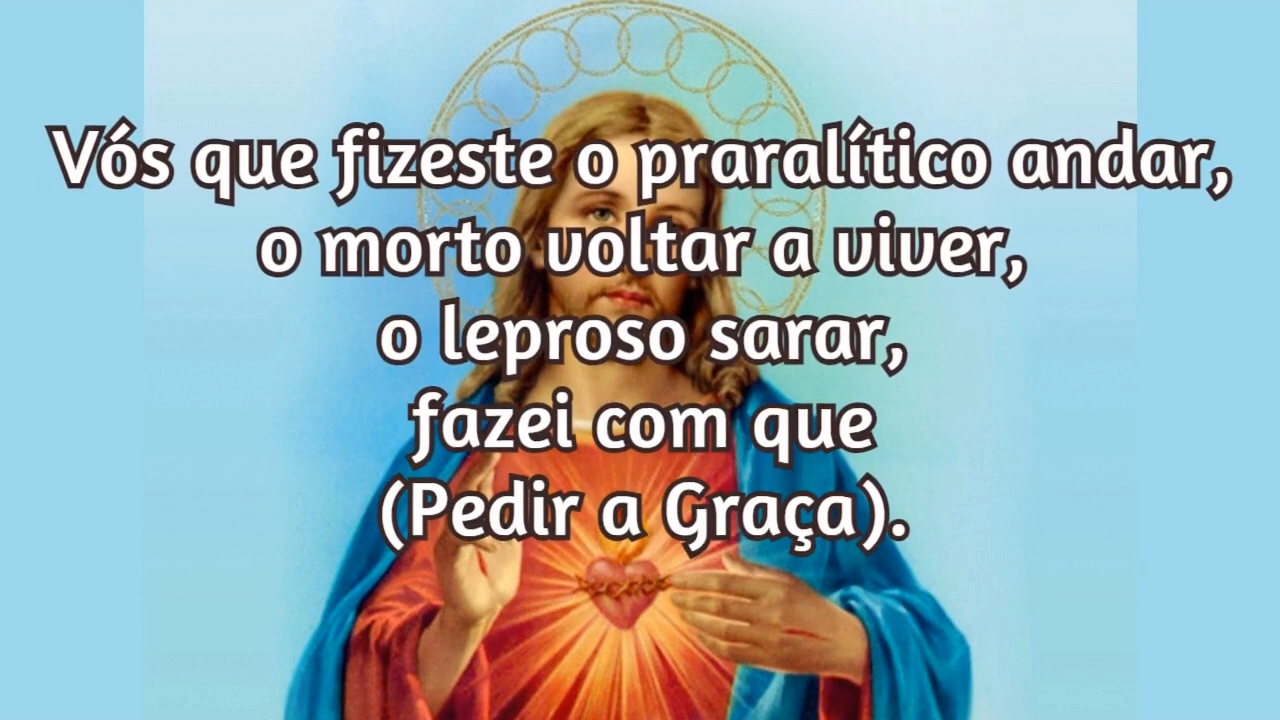 Vós que fizeste o praralítico andar,
o morto voltar a viver,
o leproso sarar,
fazei com que
(Pedir a Graça).